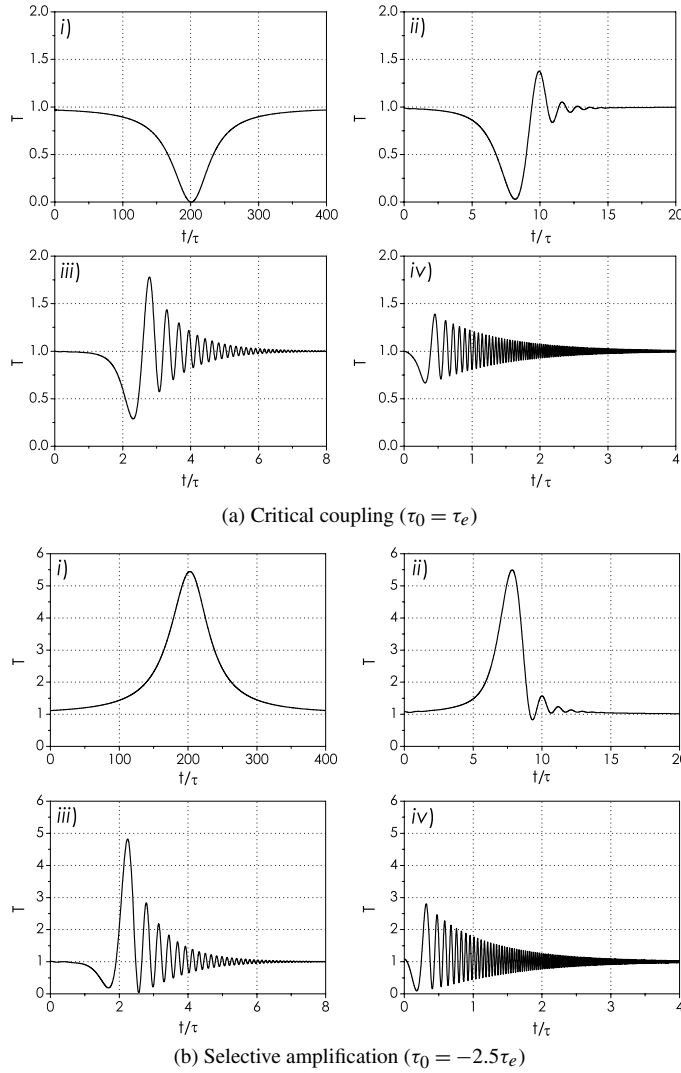 i) ii)
2.0 2.0
1.5 1.5
T 1.0 T 1.0
0.5 0.5
0.0 0.0
0 100 200 300 400 0 5 10 15 20
t/τ t/τ
iii) iv)
2.0 2.0
1.5 1.5
T 1.0 T 1.0
0.5 0.5
0.0 0.0
0 2 4 6 8 0 1 2 3 4
t/τ t/τ
(a) Critical coupling (τ₀ = τₑ)
i) ii)
6 6
5 5
4 4
T 3 T 3
2 2
1 1
0 0
0 100 200 300 400 0 5 10 15 20
t/τ t/τ
iii) iv)
6 6
5 5
4 4
T 3 T 3
2 2
1 1
0 0
0 2 4 6 8 0 1 2 3 4
t/τ t/τ
(b) Selective amplification (τ₀ = −2.5τₑ)